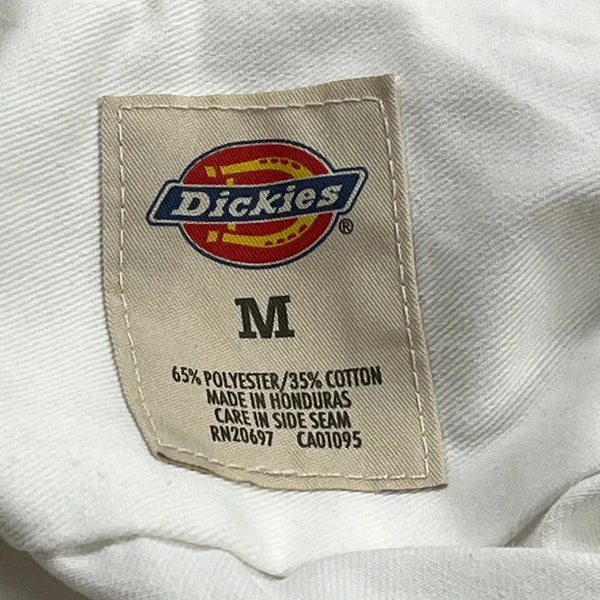 Dickies®
M
65% POLYESTER/35% COTTON
MADE IN HONDURAS
CARE IN SIDE SEAM
RN20697 CA01095